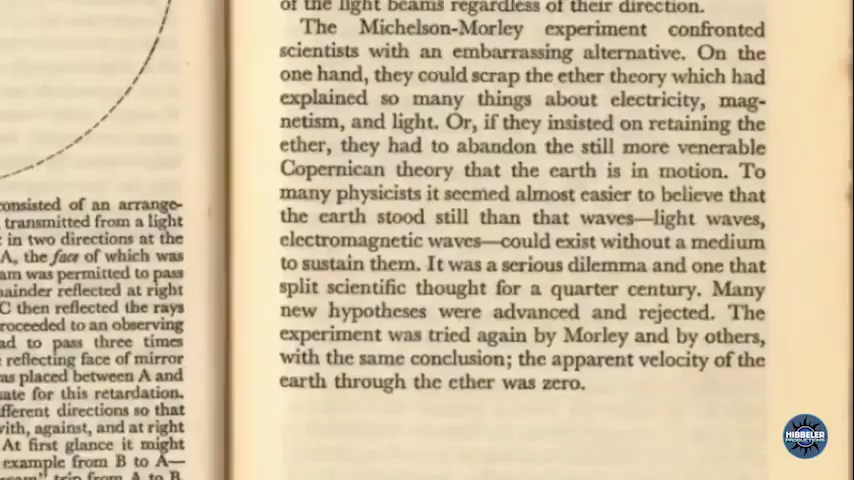 consisted of an arrange-
transmitted from a light
in two directions at the
A, the face of which was
am was permitted to pass
mainder reflected at right
C then reflected the rays
roceeded to an observing
ad to pass three times
reflecting face of mirror
as placed between A and
sate for this retardation.
fferent directions so that
with, against, and at right
At first glance it might
example from B to A—
trip from A to B,
of the light beams regardless of their direction.
The Michelson-Morley experiment confronted
scientists with an embarrassing alternative. On the
one hand, they could scrap the ether theory which had
explained so many things about electricity, mag-
netism, and light. Or, if they insisted on retaining the
ether, they had to abandon the still more venerable
Copernican theory that the earth is in motion. To
many physicists it seemed almost easier to believe that
the earth stood still than that waves—light waves,
electromagnetic waves—could exist without a medium
to sustain them. It was a serious dilemma and one that
split scientific thought for a quarter century. Many
new hypotheses were advanced and rejected. The
experiment was tried again by Morley and by others,
with the same conclusion; the apparent velocity of the
earth through the ether was zero.
HIBBELER
PRODUCTIONS